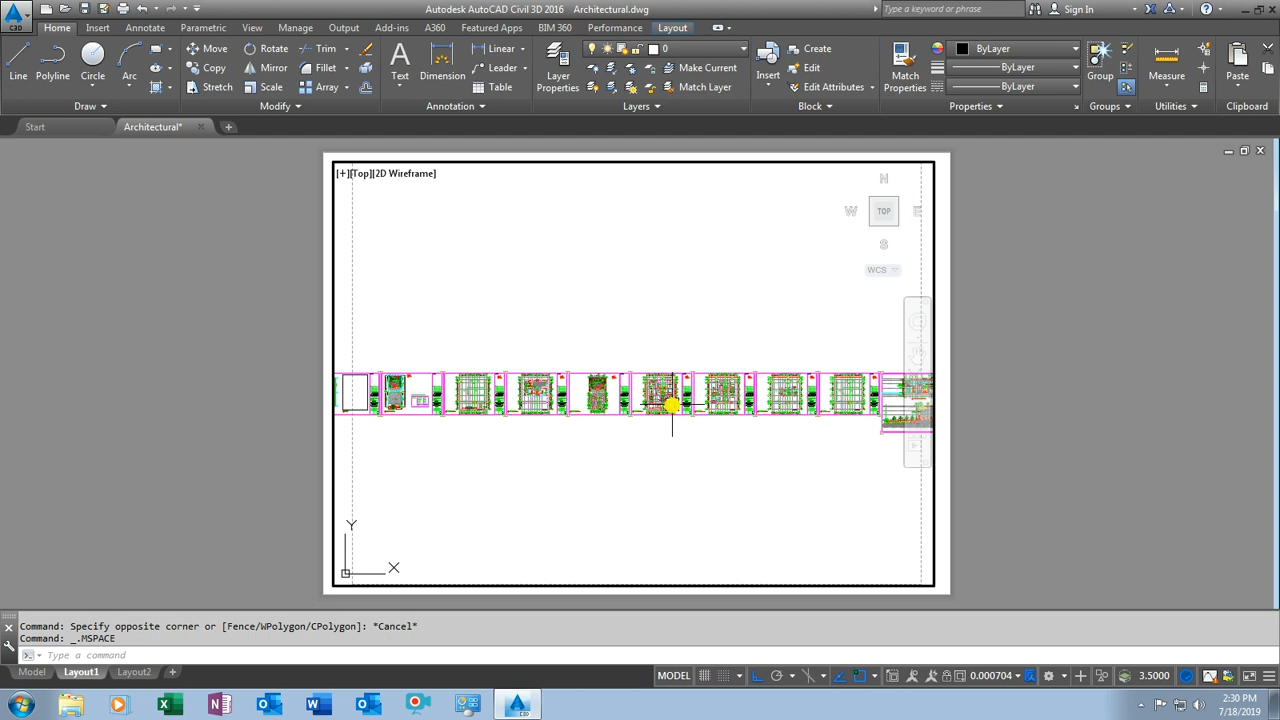 Autodesk AutoCAD Civil 3D 2016 Architectural.dwg
Type a keyword or phrase
Sign In
Home Insert Annotate Parametric View Manage Output Add-ins A360 Featured Apps BIM 360 Performance Layout
Line Polyline Circle Arc
Move Rotate Trim
Copy Mirror Fillet
Stretch Scale Array
Text Dimension
Linear
Leader
Table
Layer Properties
0
Make Current
Match Layer
Insert
Create
Edit
Edit Attributes
Match Properties
ByLayer
ByLayer
ByLayer
Group
Measure
Paste
Draw Modify Annotation Layers Block Properties Groups Utilities Clipboard
Start Architectural*
[+][Top][2D Wireframe]
N
W TOP E
S
WCS
Y
X
Command: Specify opposite corner or [Fence/WPolygon/CPolygon]: *Cancel*
Command: _.MSPACE
Type a command
Model Layout1 Layout2
MODEL
0.000704
3.5000
C3D
2:30 PM
7/18/2019